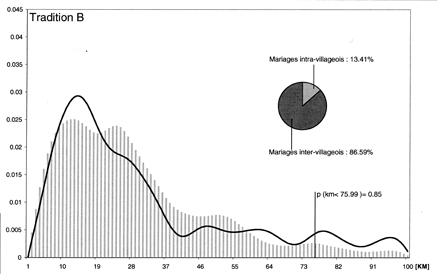 0.045
Tradition B
0.04
0.035
0.03
0.025
0.02
0.015
0.01
0.005
0
Mariages intra-villageois : 13.41%
Mariages inter-villageois : 86.59%
p (km< 75.99 )= 0.85
1 10 19 28 37 46 55 64 73 82 91 100 [KM]